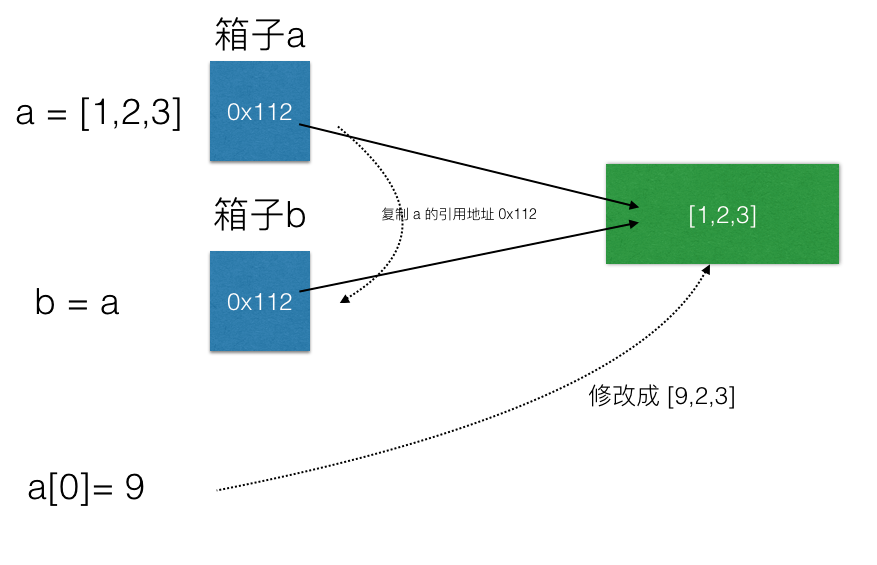 箱子a
a = [1,2,3]
0x112
箱子b
复制 a 的引用地址 0x112
[1,2,3]
b = a
0x112
修改成 [9,2,3]
a[0]= 9